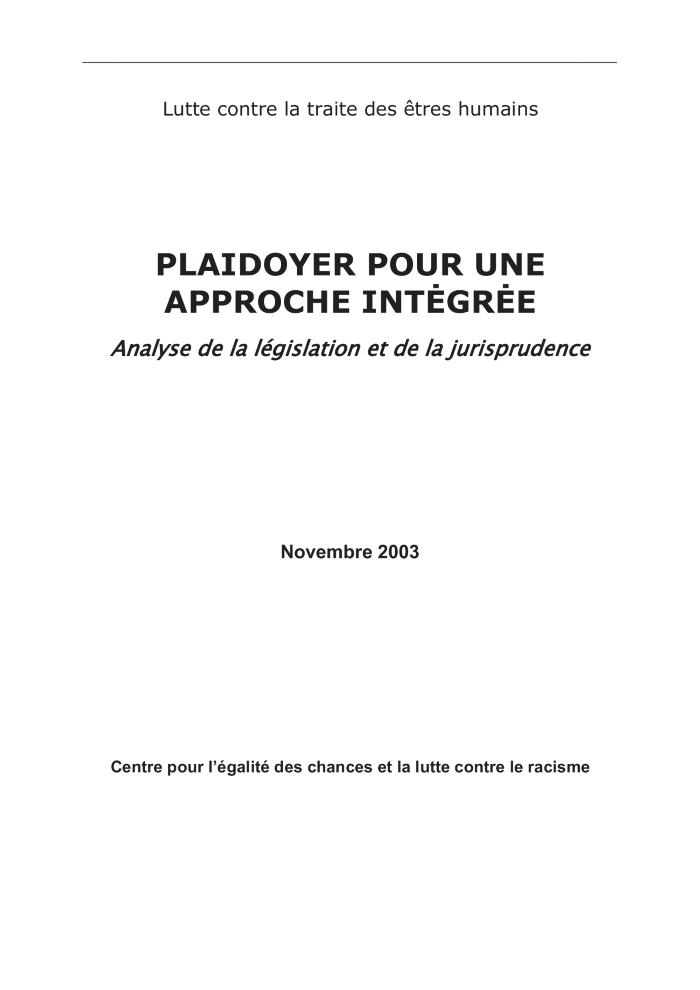 Lutte contre la traite des êtres humains
PLAIDOYER POUR UNE
APPROCHE INTĖGRĖE
Analyse de la législation et de la jurisprudence
Novembre 2003
Centre pour l’égalité des chances et la lutte contre le racisme